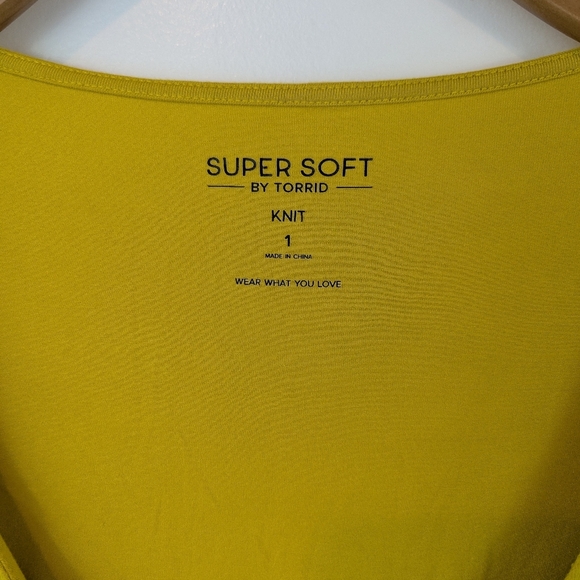 SUPER SOFT
BY TORRID
KNIT
1
MADE IN CHINA
WEAR WHAT YOU LOVE